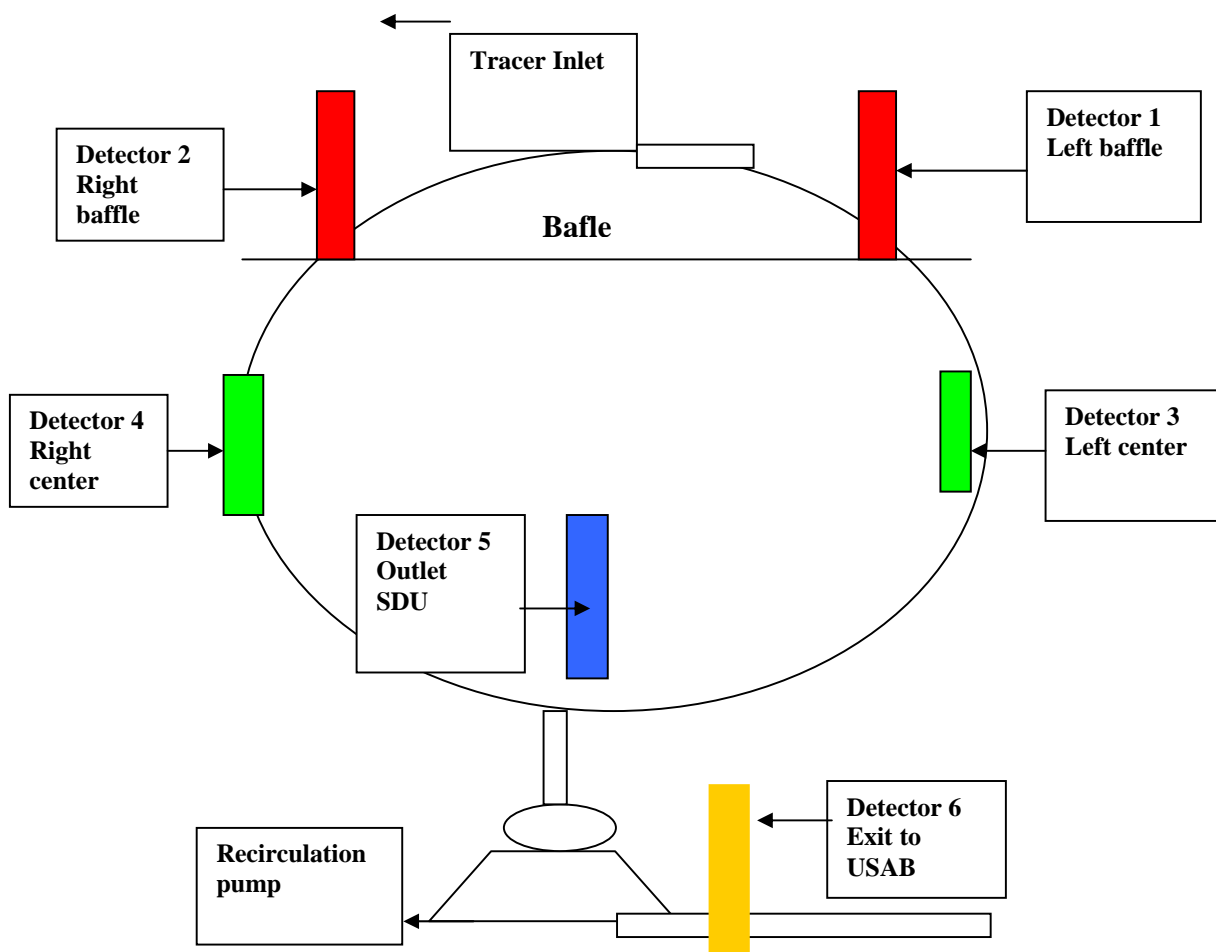 Tracer Inlet
Detector 1
Left baffle
Detector 2
Right
baffle
Bafle
Detector 4
Right
center
Detector 3
Left center
Detector 5
Outlet
SDU
Detector 6
Exit to
USAB
Recirculation
pump